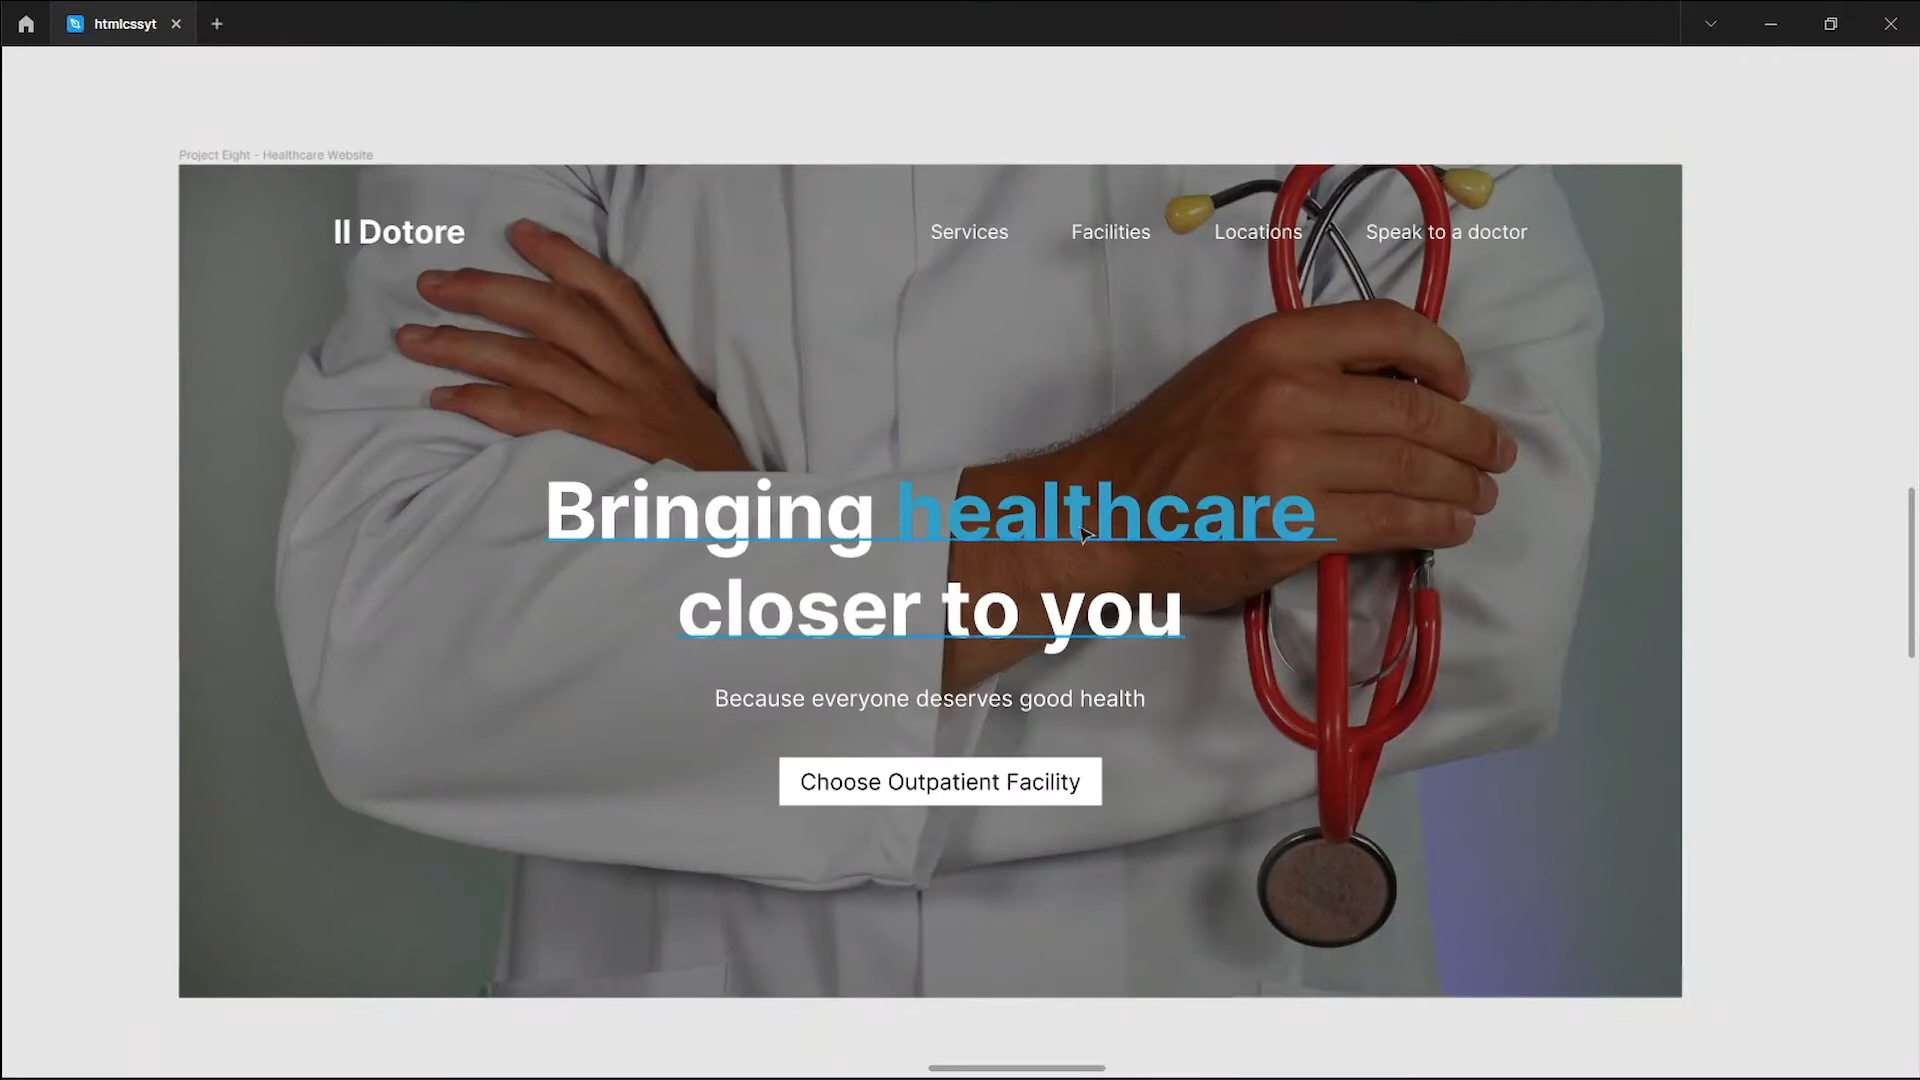 htmlcssyt
Project Eight - Healthcare Website
Il Dotore
Services Facilities Locations Speak to a doctor
Bringing healthcare
closer to you
Because everyone deserves good health
Choose Outpatient Facility